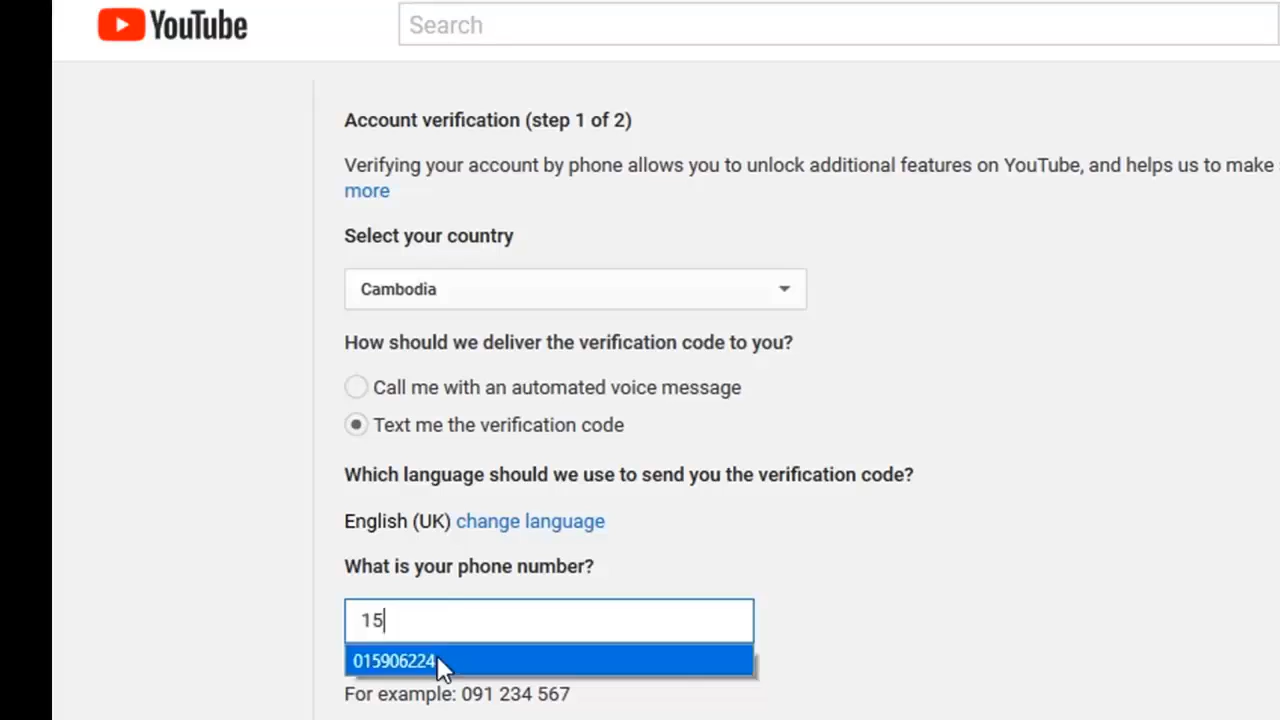 YouTube
Search
Account verification (step 1 of 2)
Verifying your account by phone allows you to unlock additional features on YouTube, and helps us to make
more
Select your country
Cambodia
How should we deliver the verification code to you?
Call me with an automated voice message
Text me the verification code
Which language should we use to send you the verification code?
English (UK) change language
What is your phone number?
15
015906224
For example: 091 234 567